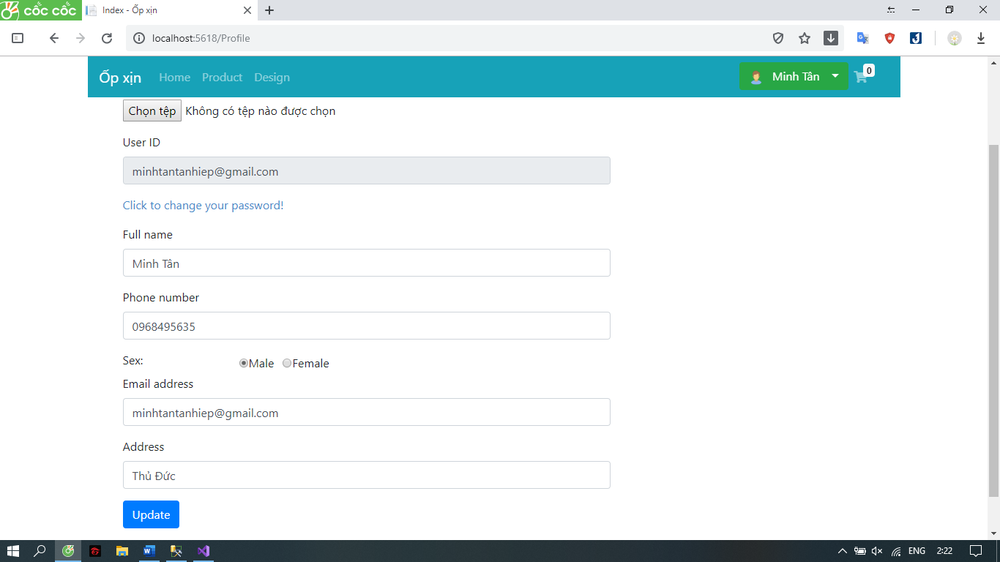 cốc cốc
Index - Ốp xịn
localhost:5618/Profile
Ốp xịn Home Product Design Minh Tân 0
Chọn tệp Không có tệp nào được chọn
User ID
minhtantanhiep@gmail.com
Click to change your password!
Full name
Minh Tân
Phone number
0968495635
Sex: Male Female
Email address
minhtantanhiep@gmail.com
Address
Thủ Đức
Update
ENG 2:22